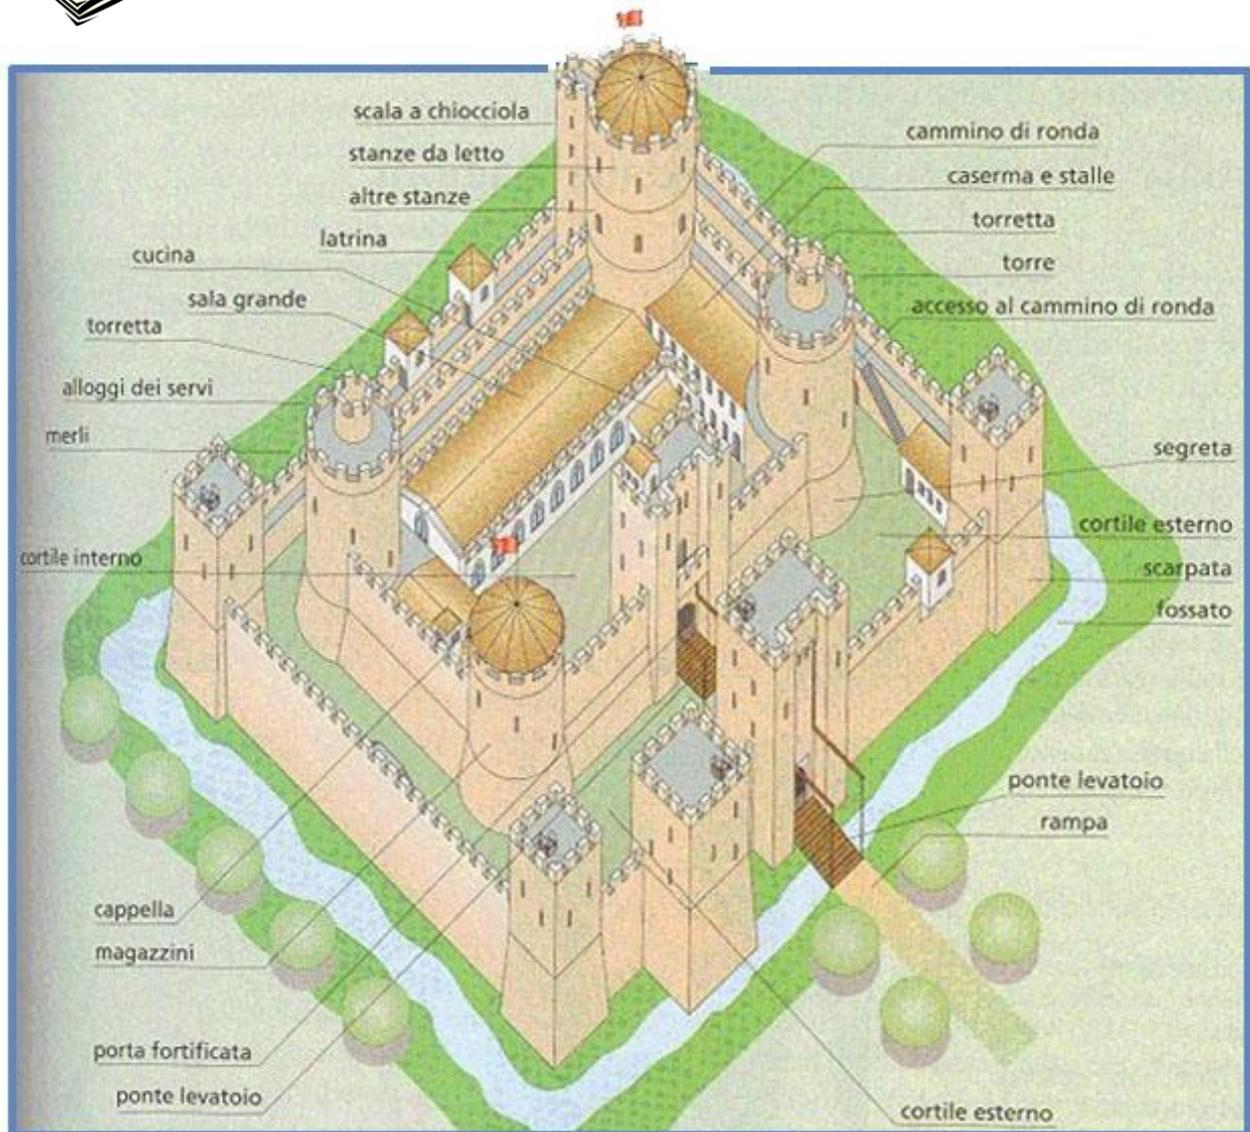 scala a chiocciola
stanze da letto
altre stanze
latrina
cucina
sala grande
torretta
alloggi dei servi
merli
cortile interno
cammino di ronda
caserma e stalle
torretta
torre
accesso al cammino di ronda
segreta
cortile esterno
scarpata
fossato
ponte levatoio
rampa
cappella
magazzini
porta fortificata
ponte levatoio
cortile esterno